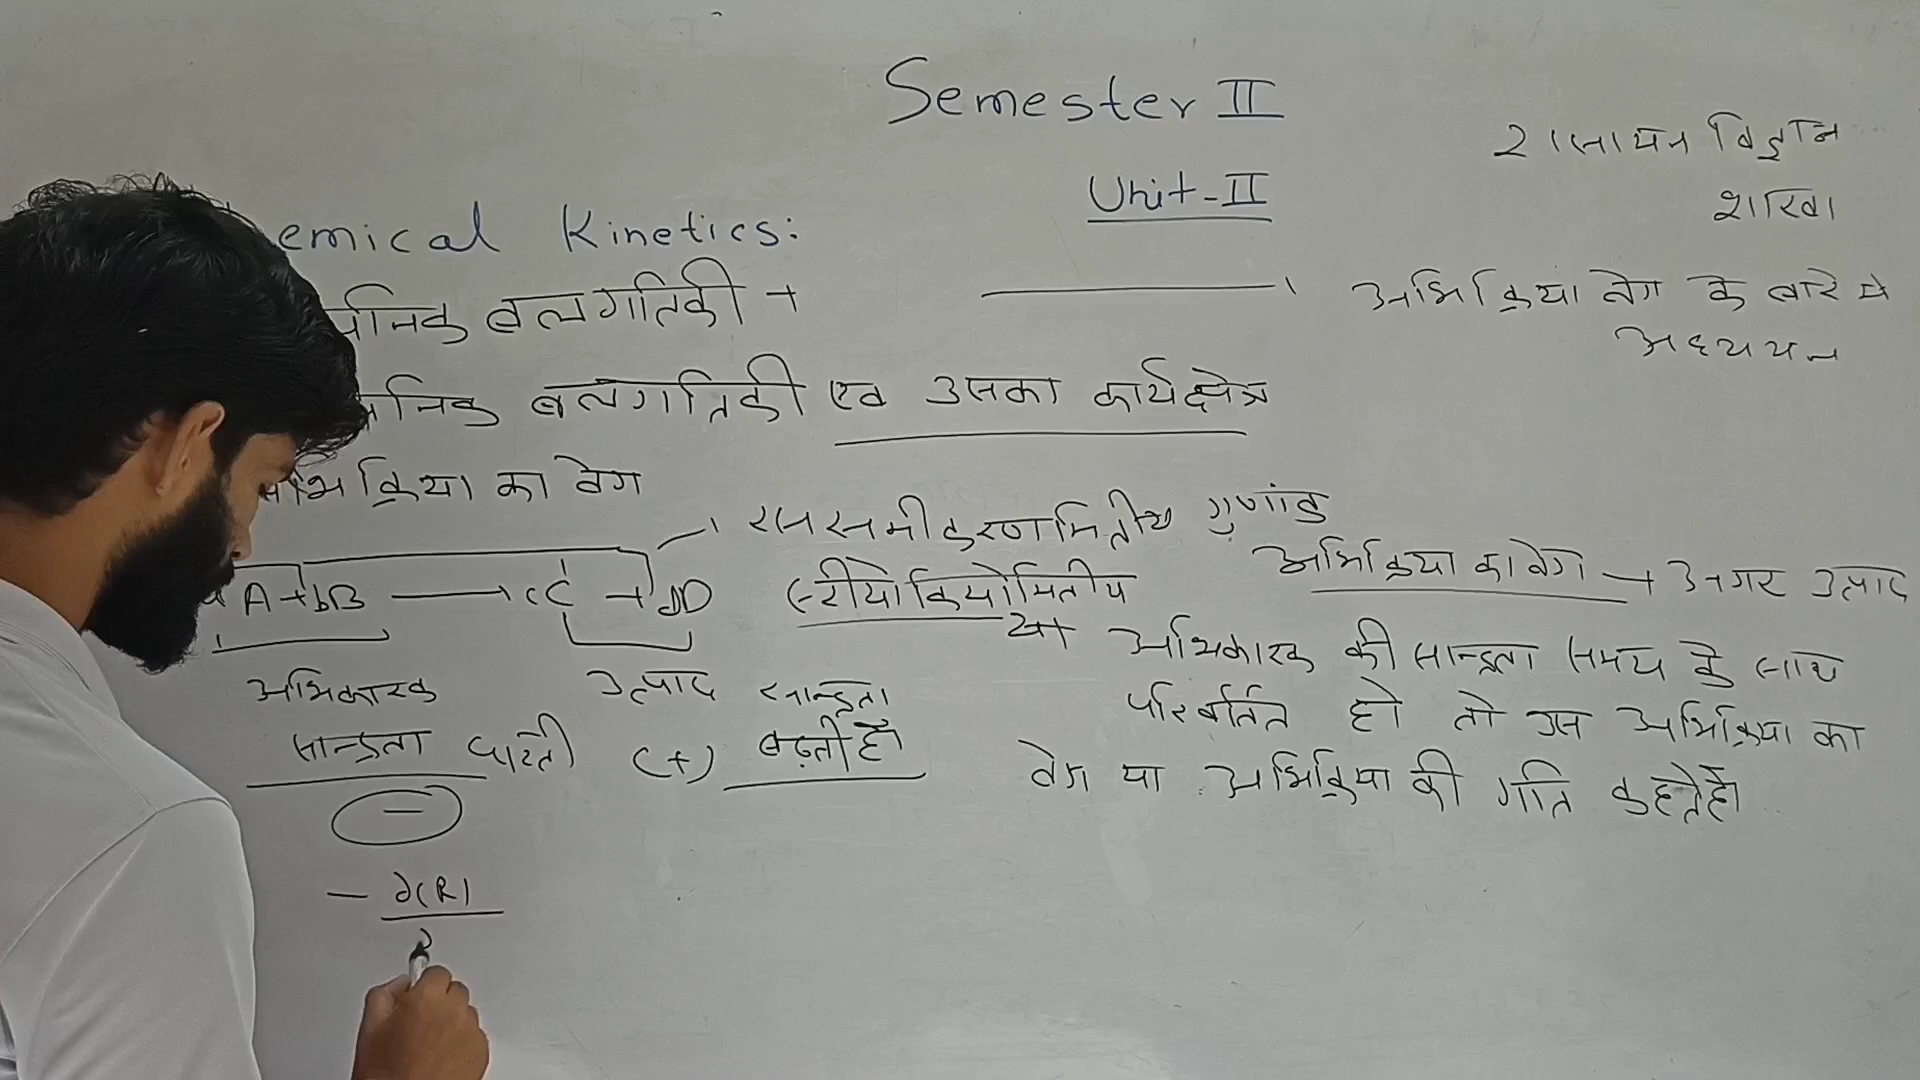 Semester II
रासायन विज्ञान
शाखा
Unit-II
emical Kinetics:
यनिक बलगतिकी →
अभिक्रिया वेग के बारे मे
अध्ययन
यनिक बलगतिकी एव उसका कार्यक्षेत्र
अभिक्रिया का वेग
रससमीकरणमितीय गुणांक
A+bB → cC + dD
स्टीयोकियोमितीय
अभिक्रिया का वेग → अगर उत्पाद
या अभिकारक की सान्द्रता समय के साथ
परिवर्तित हो तो उस अभिक्रिया का
वेग या अभिक्रिया की गति कहतेहै
अभिकारक
सान्द्रता घटती
उत्पाद सान्द्रता
(+) बढ़ती है
−
− ∂(R)
∂